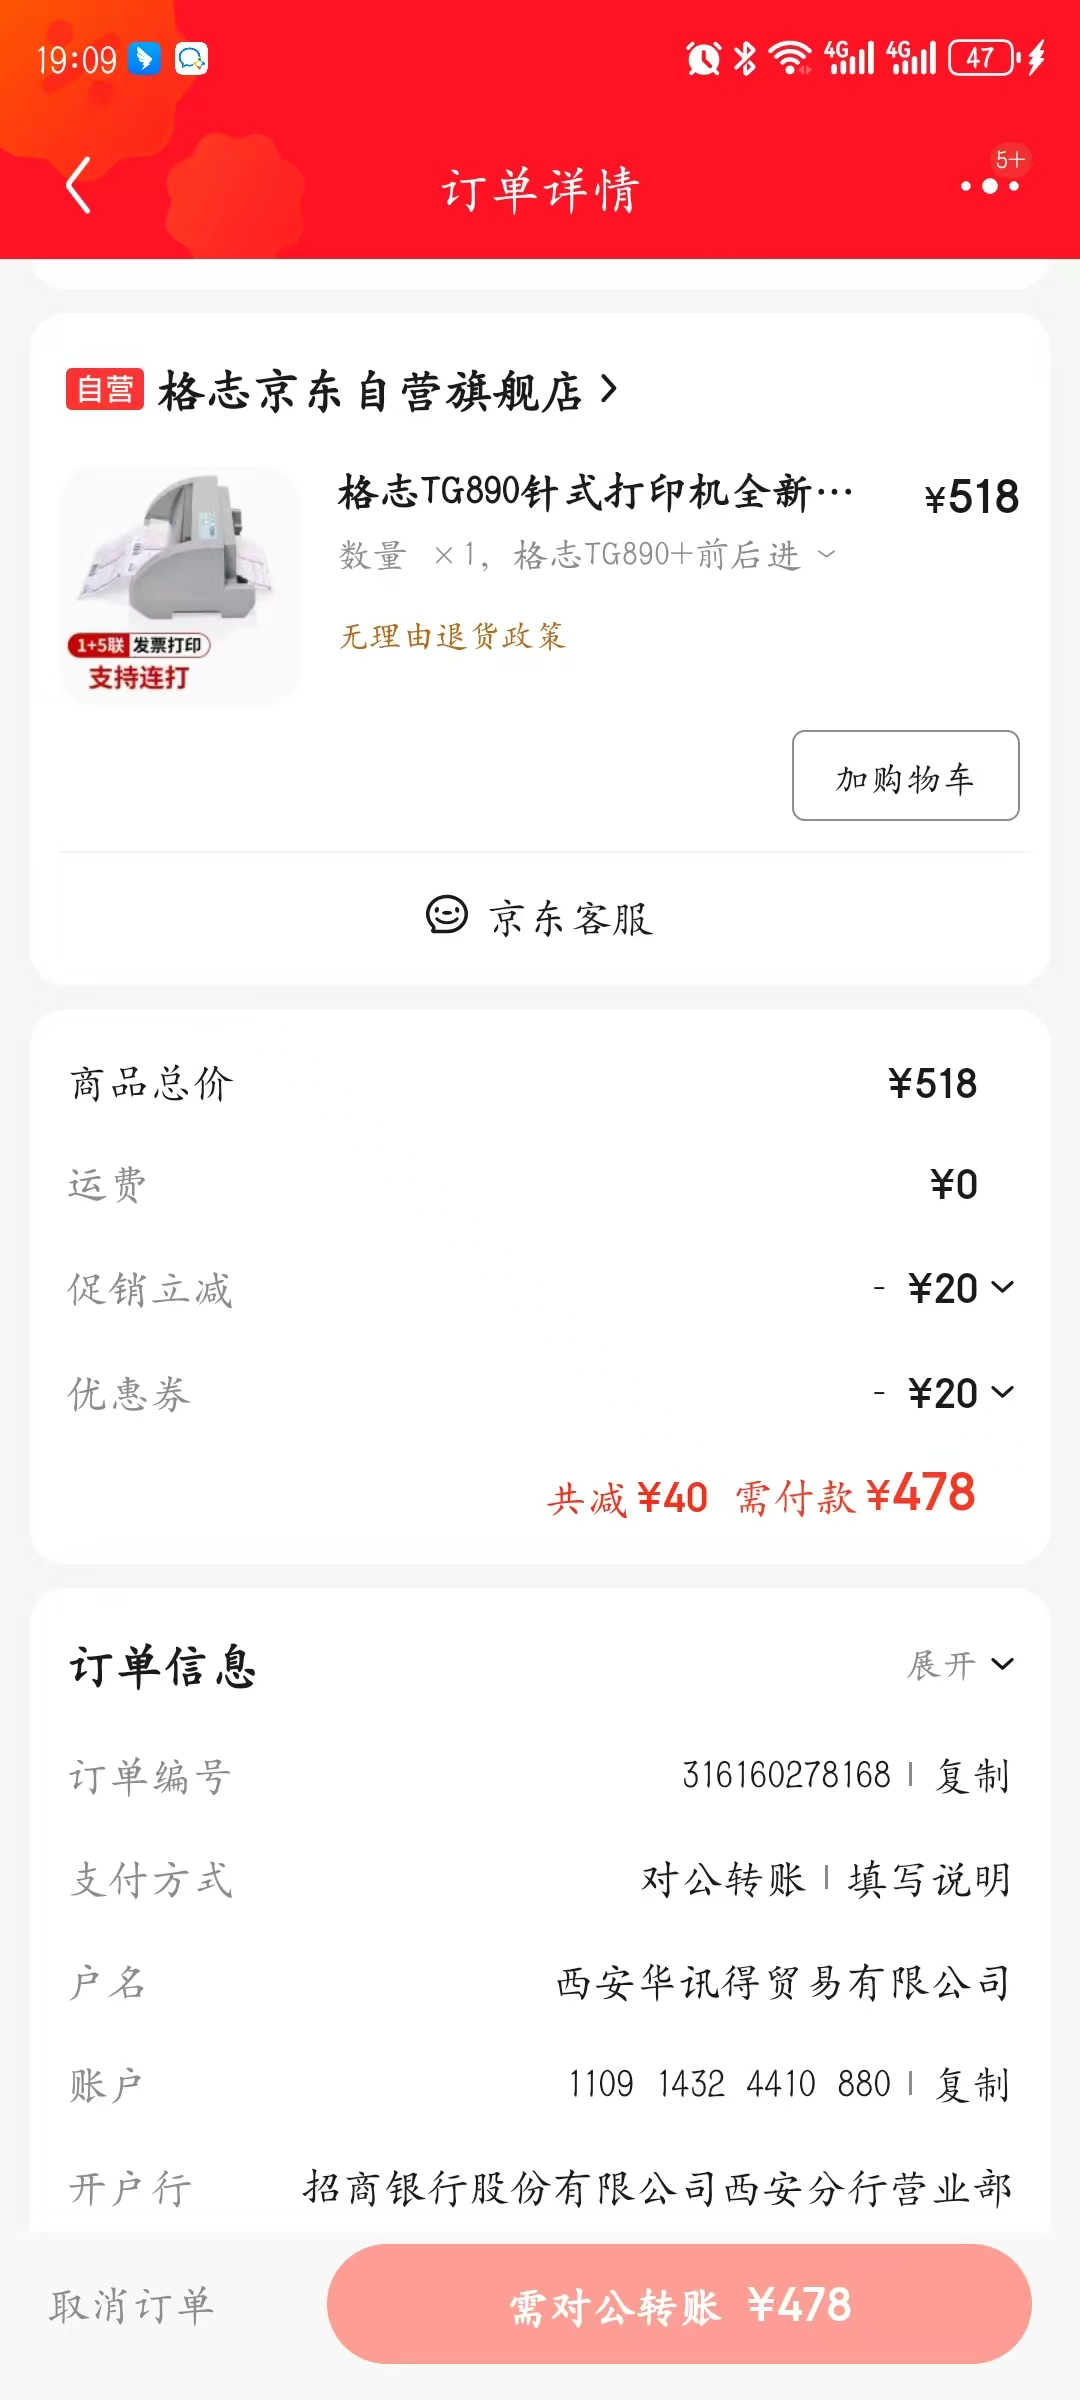 19:09
4G 4G 47
订单详情
5+
自营 格志京东自营旗舰店
格志TG890针式打印机全新… ¥518
数量 ×1，格志TG890+前后进
无理由退货政策
1+5联 发票打印
支持连打
加购物车
京东客服
商品总价 ¥518
运费 ¥0
促销立减 - ¥20
优惠券 - ¥20
共减¥40 需付款¥478
订单信息 展开
订单编号 316160278168 | 复制
支付方式 对公转账 | 填写说明
户名 西安华讯得贸易有限公司
账户 1109 1432 4410 880 | 复制
开户行 招商银行股份有限公司西安分行营业部
取消订单 需对公转账 ¥478